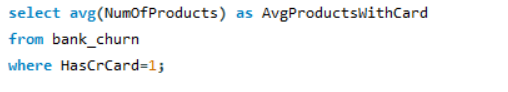 select avg(NumOfProducts) as AvgProductsWithCard
from bank_churn
where HasCrCard=1;